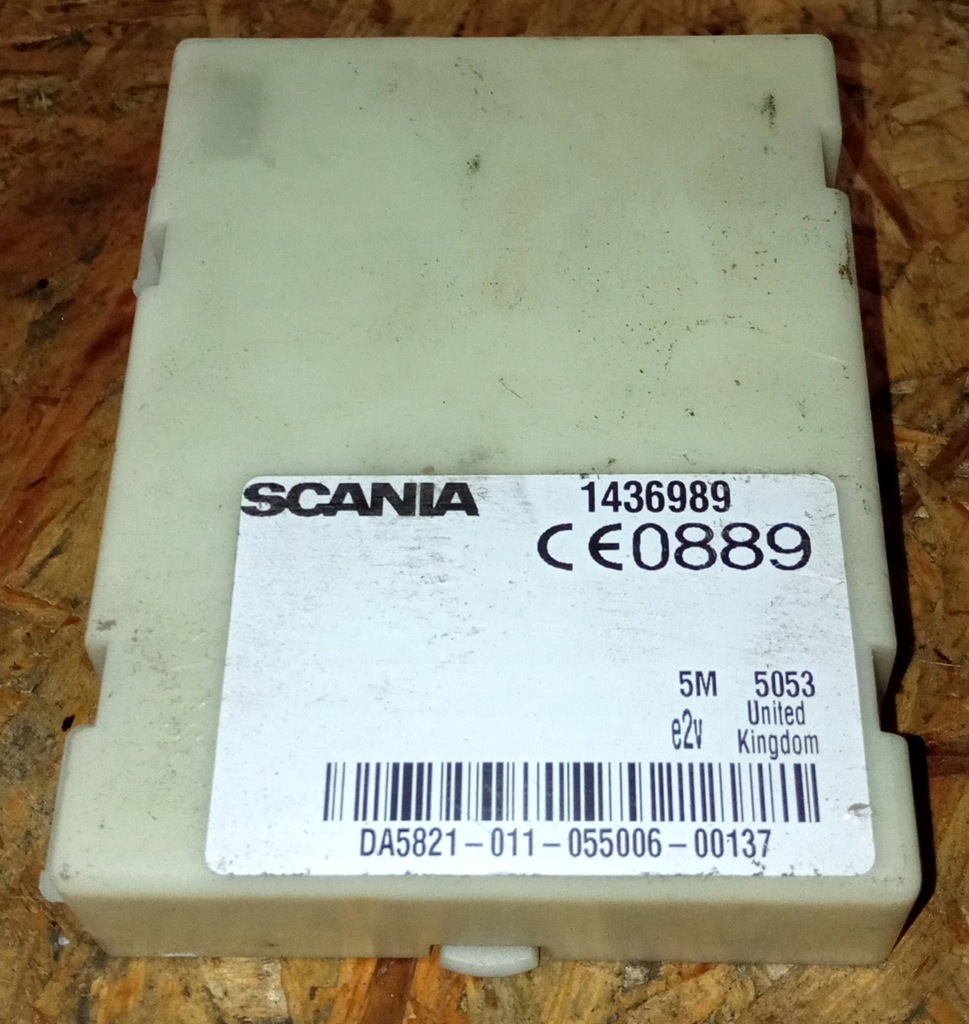 SCANIA 1436989
CE0889
5M 5053
e2v United
Kingdom
DA5821-011-055006-00137